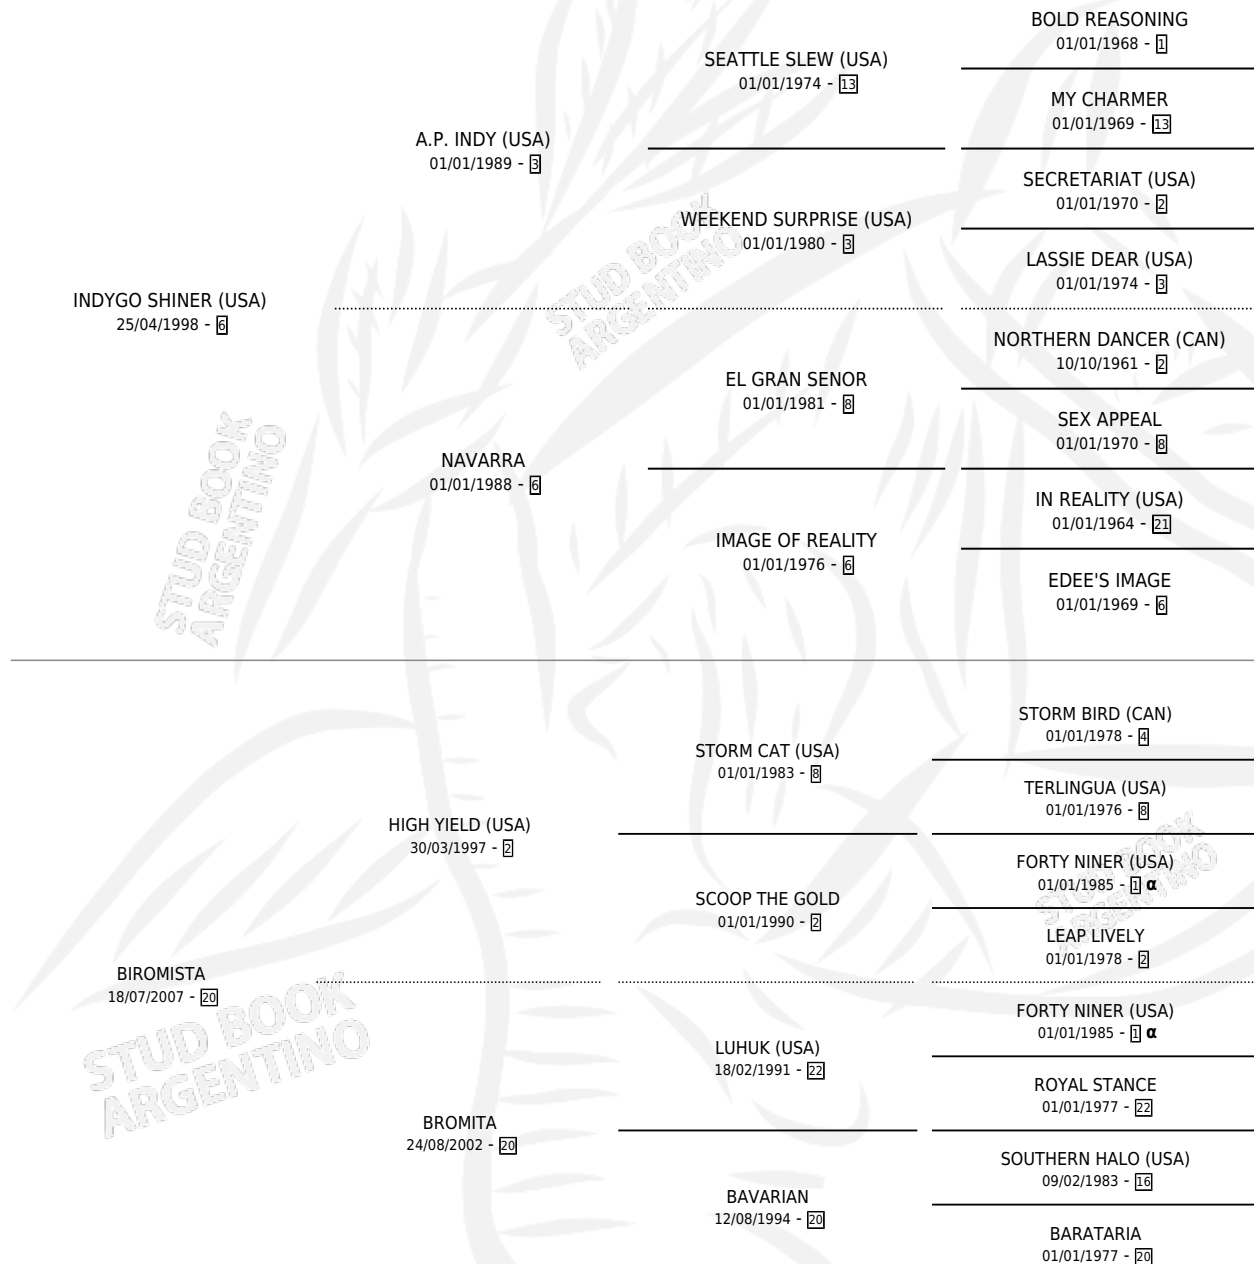 BOLD REASONING
01/01/1968 - 1
SEATTLE SLEW (USA)
01/01/1974 - 13
MY CHARMER
01/01/1969 - 13
A.P. INDY (USA)
01/01/1989 - 3
SECRETARIAT (USA)
01/01/1970 - 2
WEEKEND SURPRISE (USA)
01/01/1980 - 3
LASSIE DEAR (USA)
01/01/1974 - 3
INDYGO SHINER (USA)
25/04/1998 - 6
NORTHERN DANCER (CAN)
10/10/1961 - 2
EL GRAN SENOR
01/01/1981 - 8
SEX APPEAL
01/01/1970 - 8
NAVARRA
01/01/1988 - 6
IN REALITY (USA)
01/01/1964 - 21
IMAGE OF REALITY
01/01/1976 - 6
EDEE'S IMAGE
01/01/1969 - 6
STUD BOOK
ARGENTINO
STUD BOOK
ARGENTINO
STORM BIRD (CAN)
01/01/1978 - 4
STORM CAT (USA)
01/01/1983 - 8
TERLINGUA (USA)
01/01/1976 - 8
HIGH YIELD (USA)
30/03/1997 - 2
FORTY NINER (USA)
01/01/1985 - 1 α
SCOOP THE GOLD
01/01/1990 - 2
LEAP LIVELY
01/01/1978 - 2
BIROMISTA
18/07/2007 - 20
FORTY NINER (USA)
01/01/1985 - 1 α
LUHUK (USA)
18/02/1991 - 22
ROYAL STANCE
01/01/1977 - 22
BROMITA
24/08/2002 - 20
SOUTHERN HALO (USA)
09/02/1983 - 16
BAVARIAN
12/08/1994 - 20
BARATARIA
01/01/1977 - 20
STUD BOOK
ARGENTINO
STUD BOOK
ARGENTINO